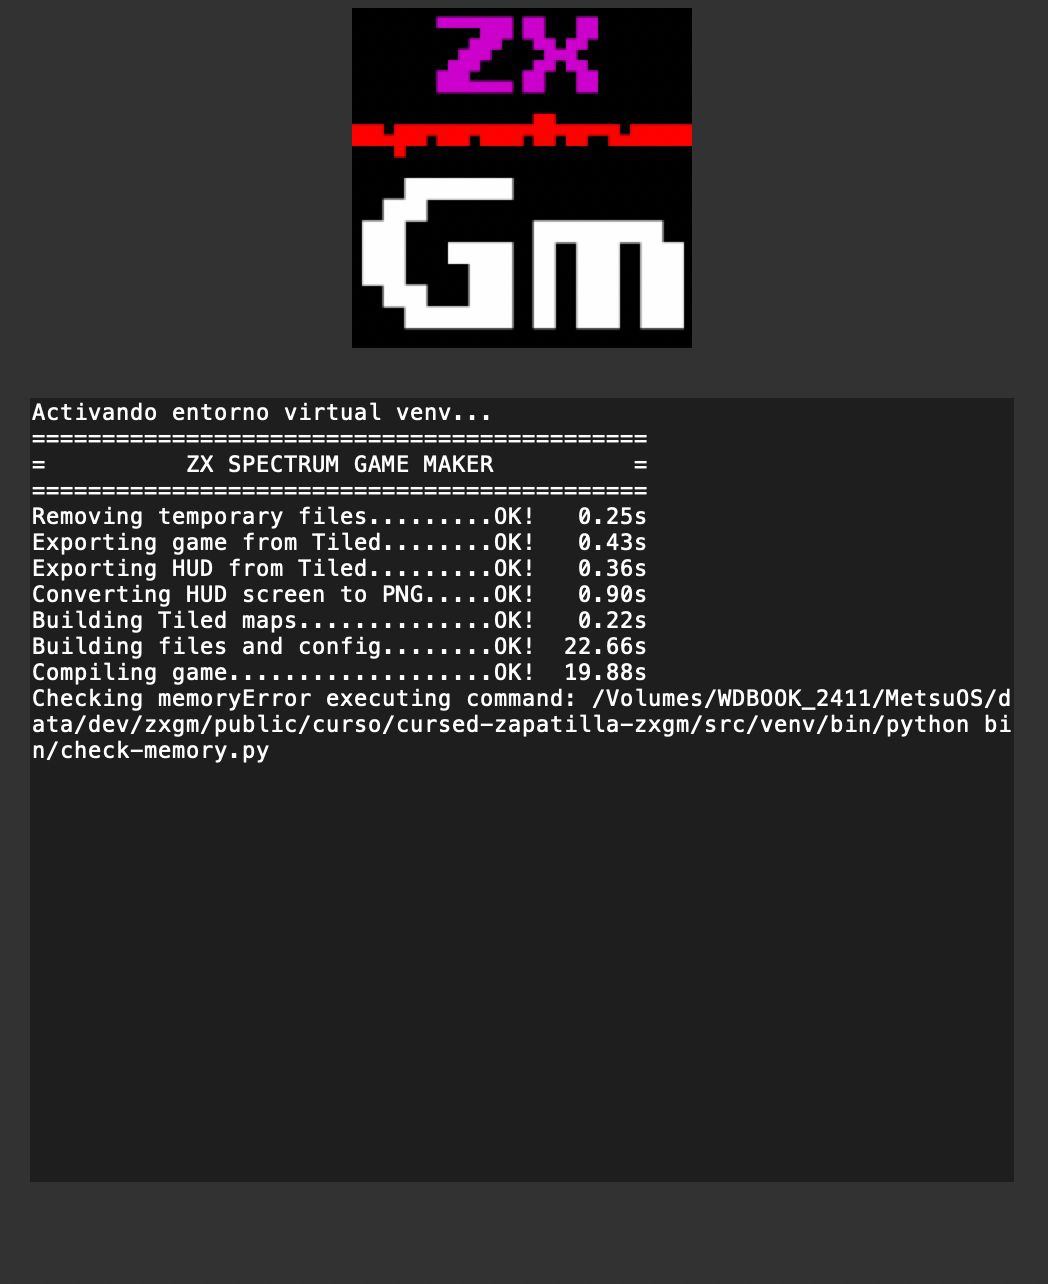 ZX
Gm
Activando entorno virtual venv...
============================================
=          ZX SPECTRUM GAME MAKER          =
============================================
Removing temporary files.........OK!   0.25s
Exporting game from Tiled........OK!   0.43s
Exporting HUD from Tiled.........OK!   0.36s
Converting HUD screen to PNG.....OK!   0.90s
Building Tiled maps..............OK!   0.22s
Building files and config........OK!  22.66s
Compiling game...................OK!  19.88s
Checking memoryError executing command: /Volumes/WDBOOK_2411/MetsuOS/d
ata/dev/zxgm/public/curso/cursed-zapatilla-zxgm/src/venv/bin/python bi
n/check-memory.py